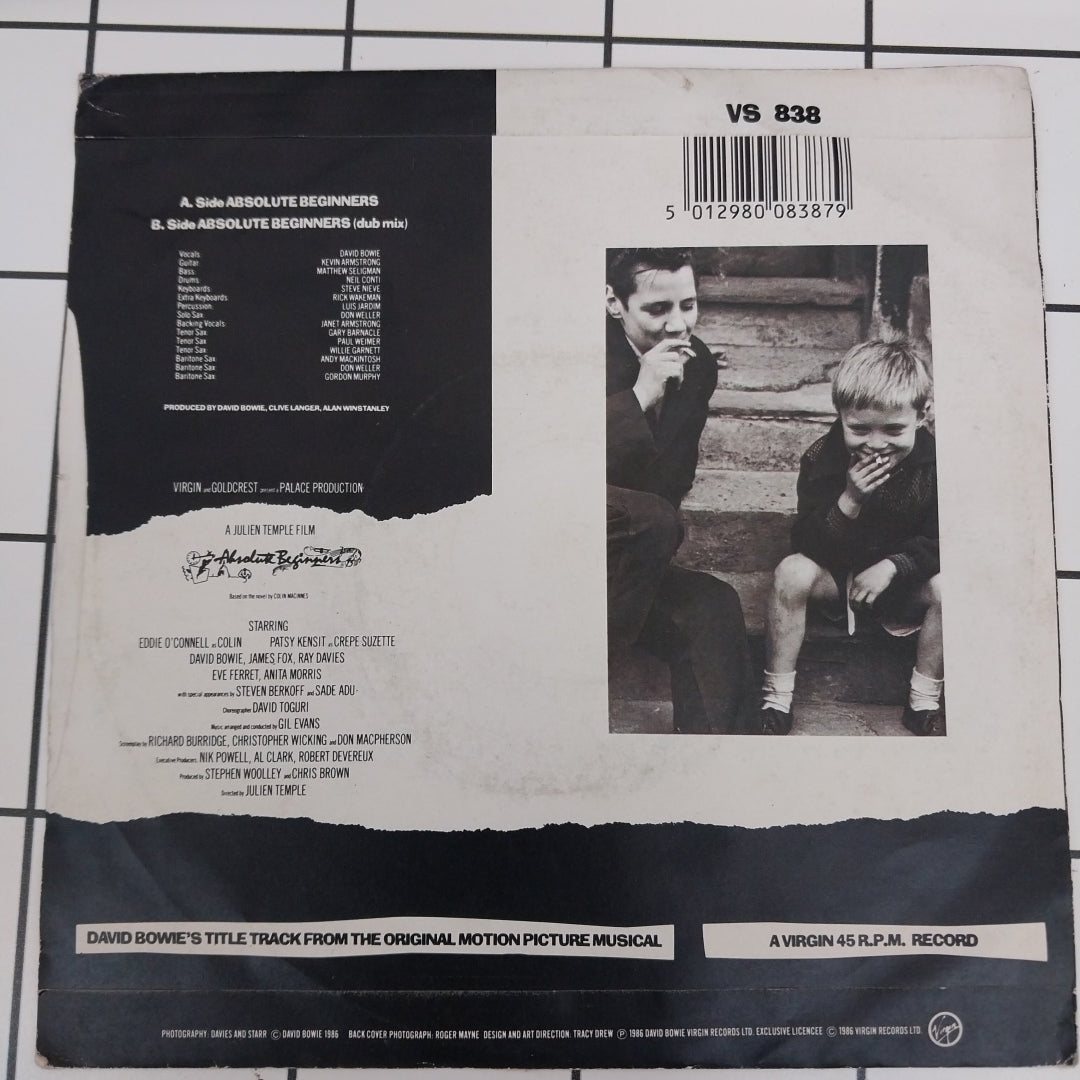 VS 838
5 012980 083879
A. Side ABSOLUTE BEGINNERS
B. Side ABSOLUTE BEGINNERS (dub mix)
Vocals DAVID BOWIE
Guitar KEVIN ARMSTRONG
Bass MATTHEW SELIGMAN
Drums NEIL CONTI
Keyboards STEVE NIEVE
Extra Keyboards RICK WAKEMAN
Percussion LUIS JARDIM
Solo Sax DON WELLER
Backing Vocals JANET ARMSTRONG
Tenor Sax GARY BARNACLE
Tenor Sax PAUL WEIMER
Tenor Sax WILLIE GARNETT
Baritone Sax ANDY MACKINTOSH
Baritone Sax DON WELLER
Baritone Sax GORDON MURPHY
PRODUCED BY DAVID BOWIE, CLIVE LANGER, ALAN WINSTANLEY
VIRGIN and GOLDCREST present a PALACE PRODUCTION
A JULIEN TEMPLE FILM
Absolute Beginners
Based on the novel by COLIN MACINNES
STARRING
EDDIE O'CONNELL as COLIN PATSY KENSIT as CREPE SUZETTE
DAVID BOWIE, JAMES FOX, RAY DAVIES
EVE FERRET, ANITA MORRIS
with special appearances by STEVEN BERKOFF and SADE ADU
Choreographer DAVID TOGURI
Music arranged and conducted by GIL EVANS
Screenplay by RICHARD BURRIDGE, CHRISTOPHER WICKING and DON MACPHERSON
Executive Producers NIK POWELL, AL CLARK, ROBERT DEVEREUX
Produced by STEPHEN WOOLLEY and CHRIS BROWN
Directed by JULIEN TEMPLE
DAVID BOWIE'S TITLE TRACK FROM THE ORIGINAL MOTION PICTURE MUSICAL
A VIRGIN 45 R.P.M. RECORD
PHOTOGRAPHY: DAVIES AND STARR © DAVID BOWIE 1986 BACK COVER PHOTOGRAPH: ROGER MAYNE DESIGN AND ART DIRECTION: TRACY DREW ℗ 1986 DAVID BOWIE VIRGIN RECORDS LTD. EXCLUSIVE LICENCEE © 1986 VIRGIN RECORDS LTD.
Virgin